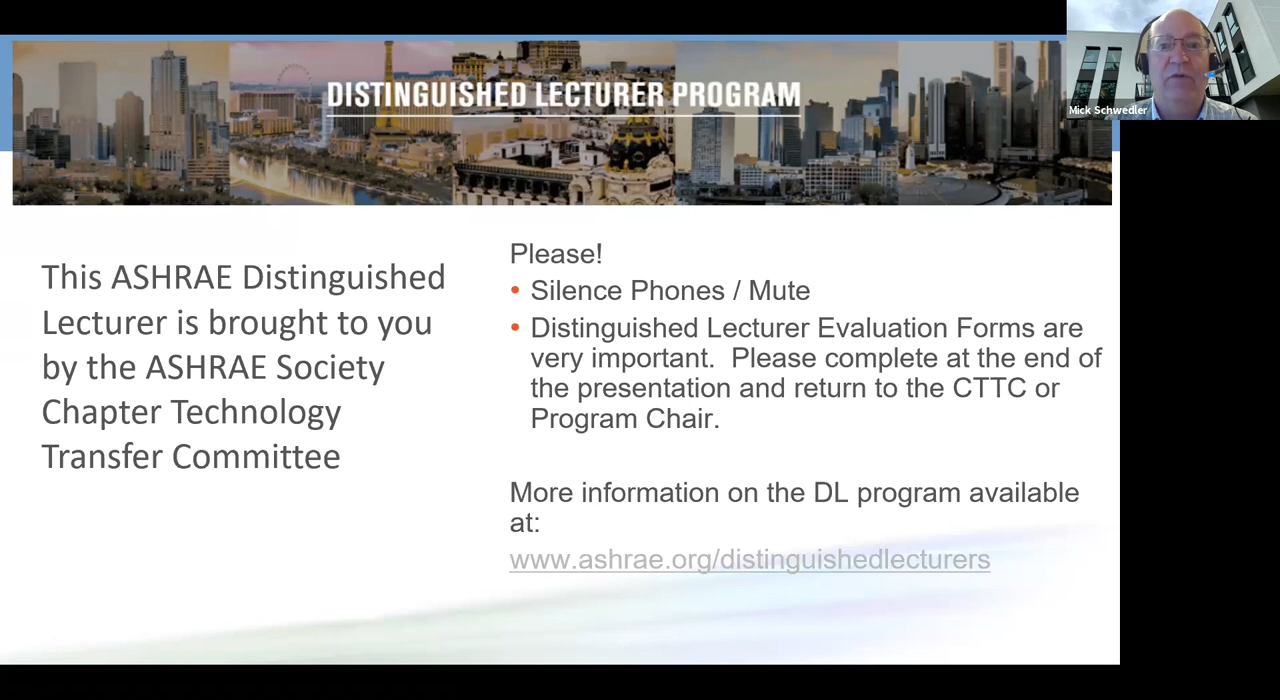 DISTINGUISHED LECTURER PROGRAM
Mick Schwedler
This ASHRAE Distinguished
Lecturer is brought to you
by the ASHRAE Society
Chapter Technology
Transfer Committee
Please!
• Silence Phones / Mute
• Distinguished Lecturer Evaluation Forms are
very important.  Please complete at the end of
the presentation and return to the CTTC or
Program Chair.
More information on the DL program available
at:
www.ashrae.org/distinguishedlecturers